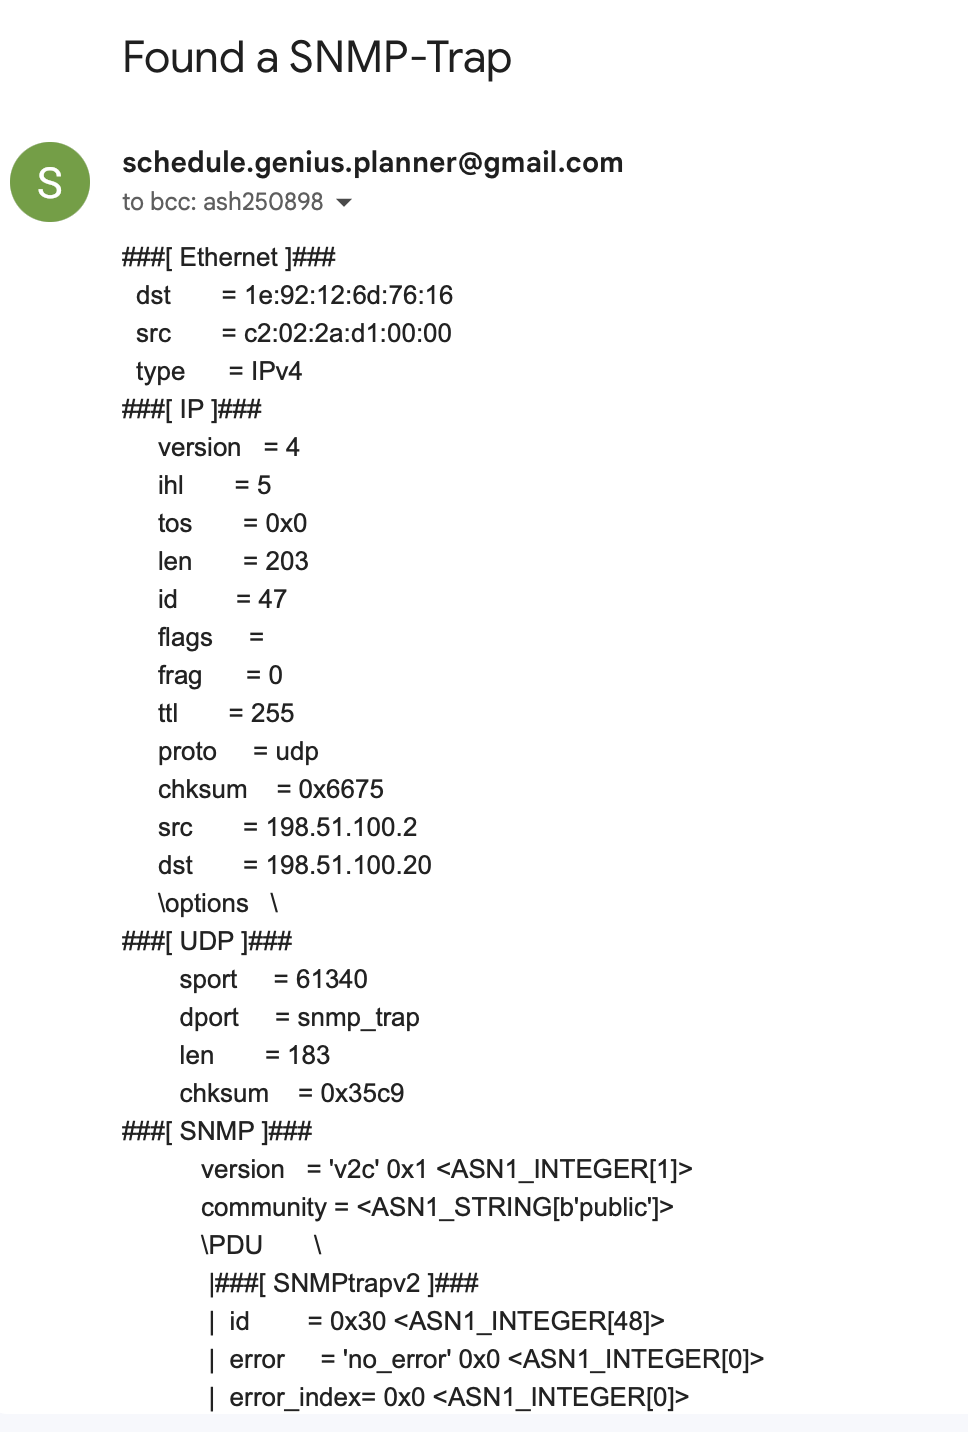 Found a SNMP-Trap
S
schedule.genius.planner@gmail.com
to bcc: ash250898
###[ Ethernet ]###
dst = 1e:92:12:6d:76:16
src = c2:02:2a:d1:00:00
type = IPv4
###[ IP ]###
version = 4
ihl = 5
tos = 0x0
len = 203
id = 47
flags =
frag = 0
ttl = 255
proto = udp
chksum = 0x6675
src = 198.51.100.2
dst = 198.51.100.20
\options \
###[ UDP ]###
sport = 61340
dport = snmp_trap
len = 183
chksum = 0x35c9
###[ SNMP ]###
version = 'v2c' 0x1 <ASN1_INTEGER[1]>
community = <ASN1_STRING[b'public']>
\PDU \
|###[ SNMPtrapv2 ]###
| id = 0x30 <ASN1_INTEGER[48]>
| error = 'no_error' 0x0 <ASN1_INTEGER[0]>
| error_index= 0x0 <ASN1_INTEGER[0]>